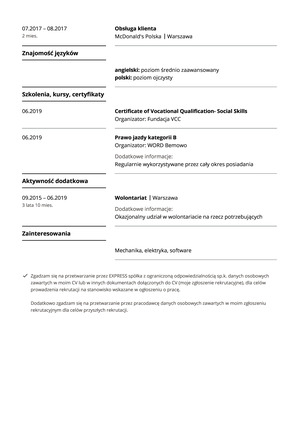 07.2017 – 08.2017
2 mies.
Obsługa klienta
McDonald's Polska | Warszawa
Znajomość języków
angielski: poziom średnio zaawansowany
polski: poziom ojczysty
Szkolenia, kursy, certyfikaty
06.2019
Certificate of Vocational Qualification- Social Skills
Organizator: Fundacja VCC
06.2019
Prawo jazdy kategorii B
Organizator: WORD Bemowo
Dodatkowe informacje:
Regularnie wykorzystywane przez cały okres posiadania
Aktywność dodatkowa
09.2015 – 06.2019
3 lata 10 mies.
Wolontariat | Warszawa
Dodatkowe informacje:
Okazjonalny udział w wolontariacie na rzecz potrzebujących
Zainteresowania
Mechanika, elektryka, software
Zgadzam się na przetwarzanie przez EXPRESS spółka z ograniczoną odpowiedzialnością sp.k. danych osobowych
zawartych w moim CV lub w innych dokumentach dołączonych do CV (moje zgłoszenie rekrutacyjne), dla celów
prowadzenia rekrutacji na stanowisko wskazane w ogłoszeniu o pracę.
Dodatkowo zgadzam się na przetwarzanie przez pracodawcę danych osobowych zawartych w moim zgłoszeniu
rekrutacyjnym dla celów przyszłych rekrutacji.